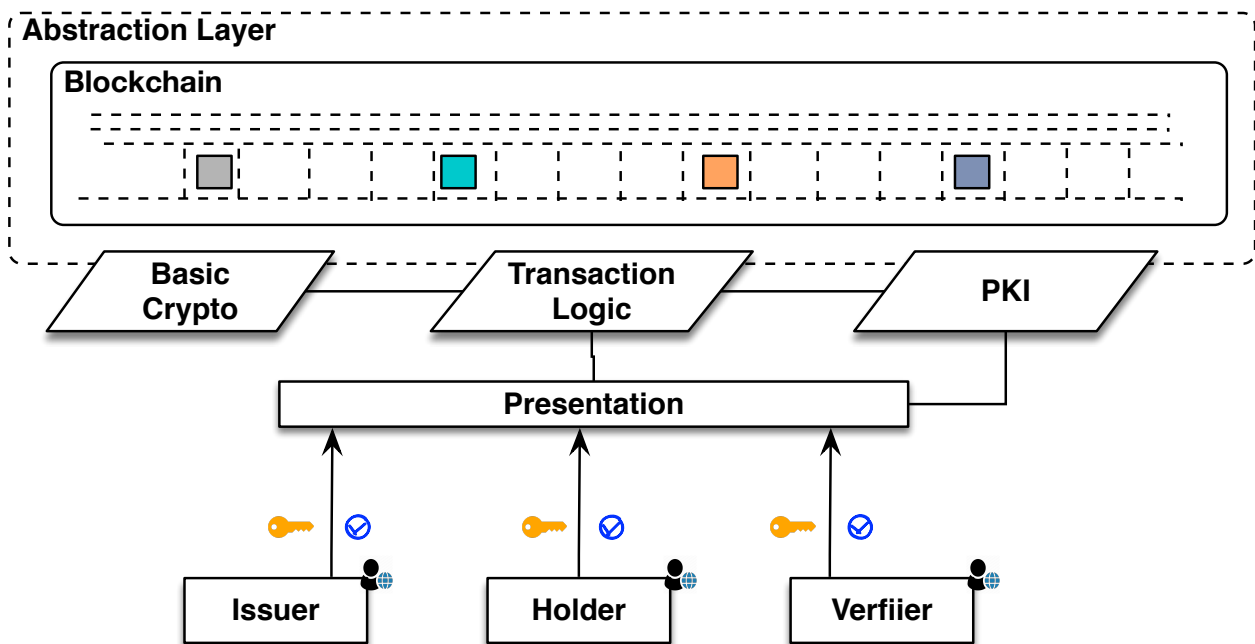 Abstraction Layer
Blockchain
Basic
Crypto
Transaction
Logic
PKI
Presentation
Issuer
Holder
Verfiier